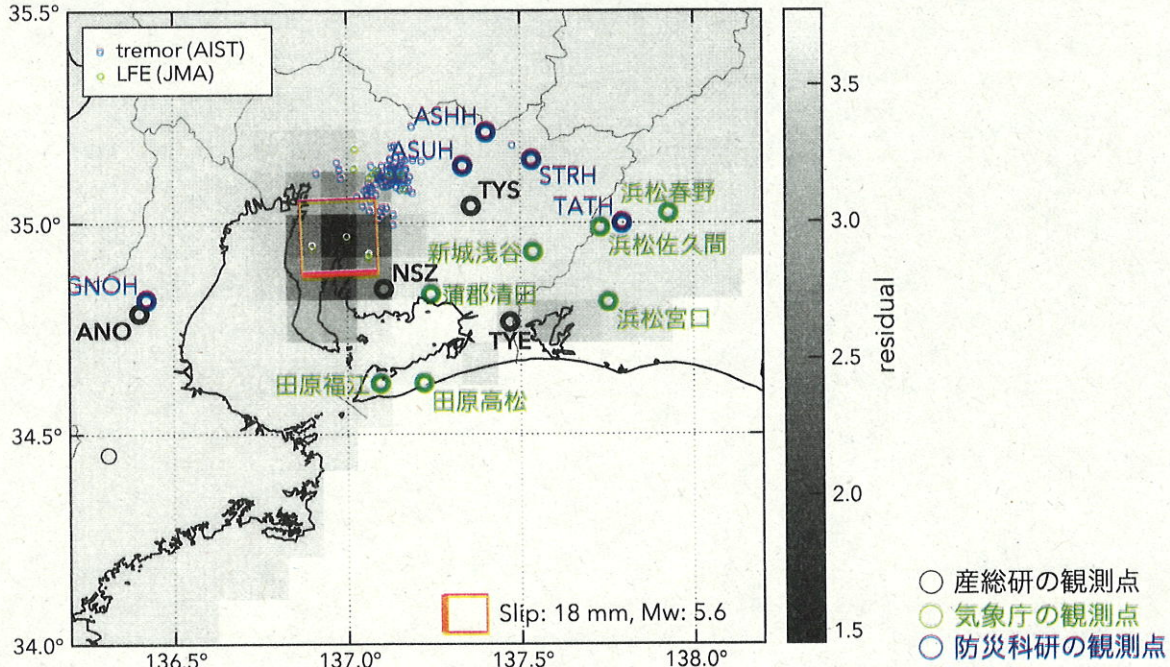 35.5°
tremor (AIST)
LFE (JMA)
3.5
ASHH
ASUH
STRH
TYS
浜松春野
TATH
35.0°
3.0
浜松佐久間
新城浅谷
NSZ
GNOH
蒲郡清田
浜松宮口
ANO
TYE
residual
2.5
田原福江
田原高松
34.5°
2.0
Slip: 18 mm, Mw: 5.6
産総研の観測点
気象庁の観測点
防災科研の観測点
34.0°
1.5
136.5°
137.0°
137.5°
138.0°